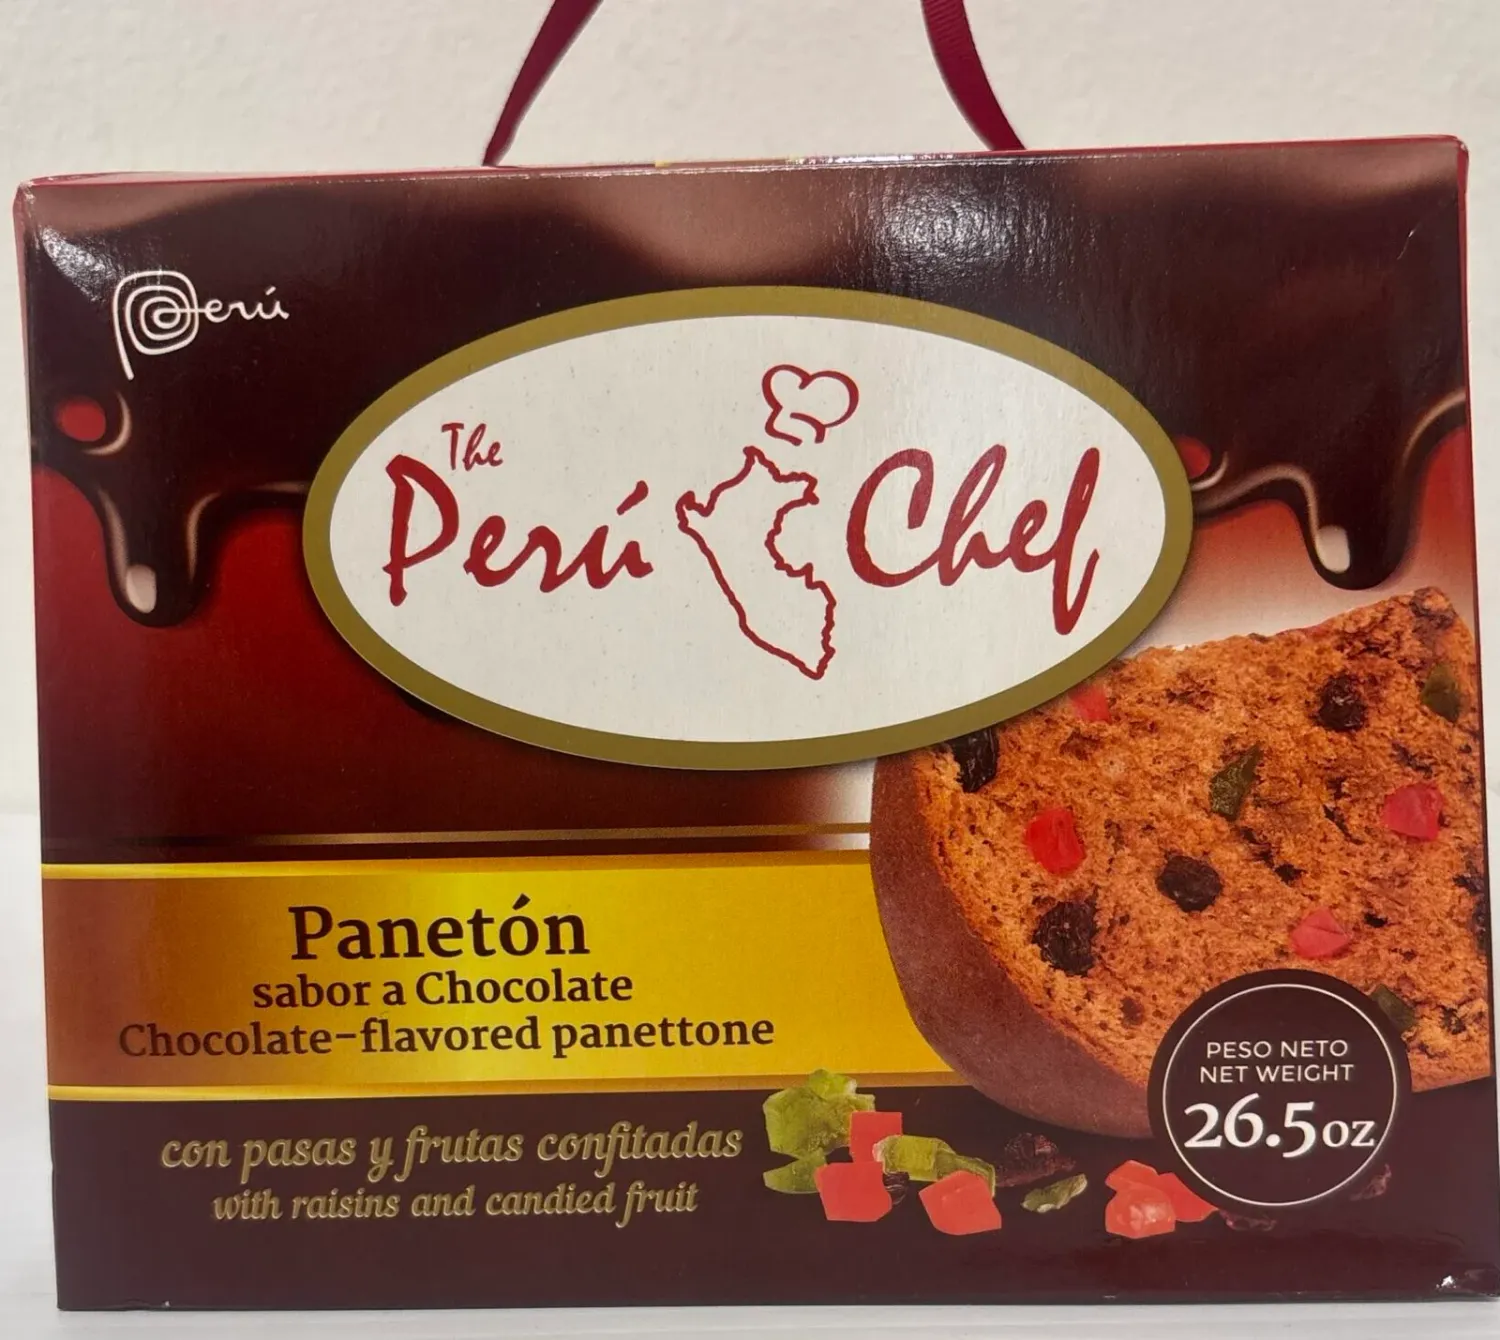 Perú
The
Perú Chef
Panetón
sabor a Chocolate
Chocolate-flavored panettone
con pasas y frutas confitadas
with raisins and candied fruit
PESO NETO
NET WEIGHT
26.5oz